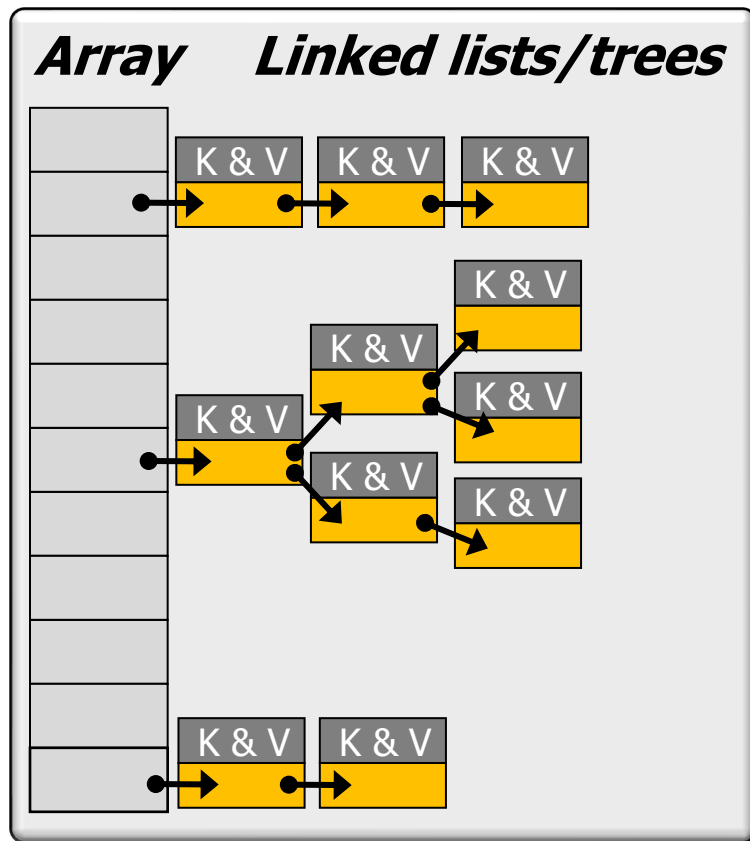 Array Linked lists/trees
K & V K & V K & V
K & V
K & V
K & V
K & V
K & V
K & V
K & V K & V